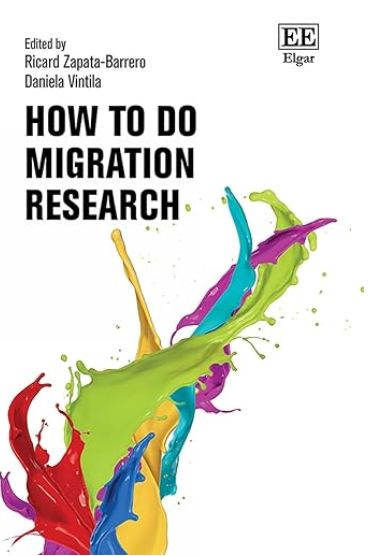 Edited by
Ricard Zapata-Barrero
Daniela Vintila
EE
Elgar
HOW TO DO
MIGRATION
RESEARCH